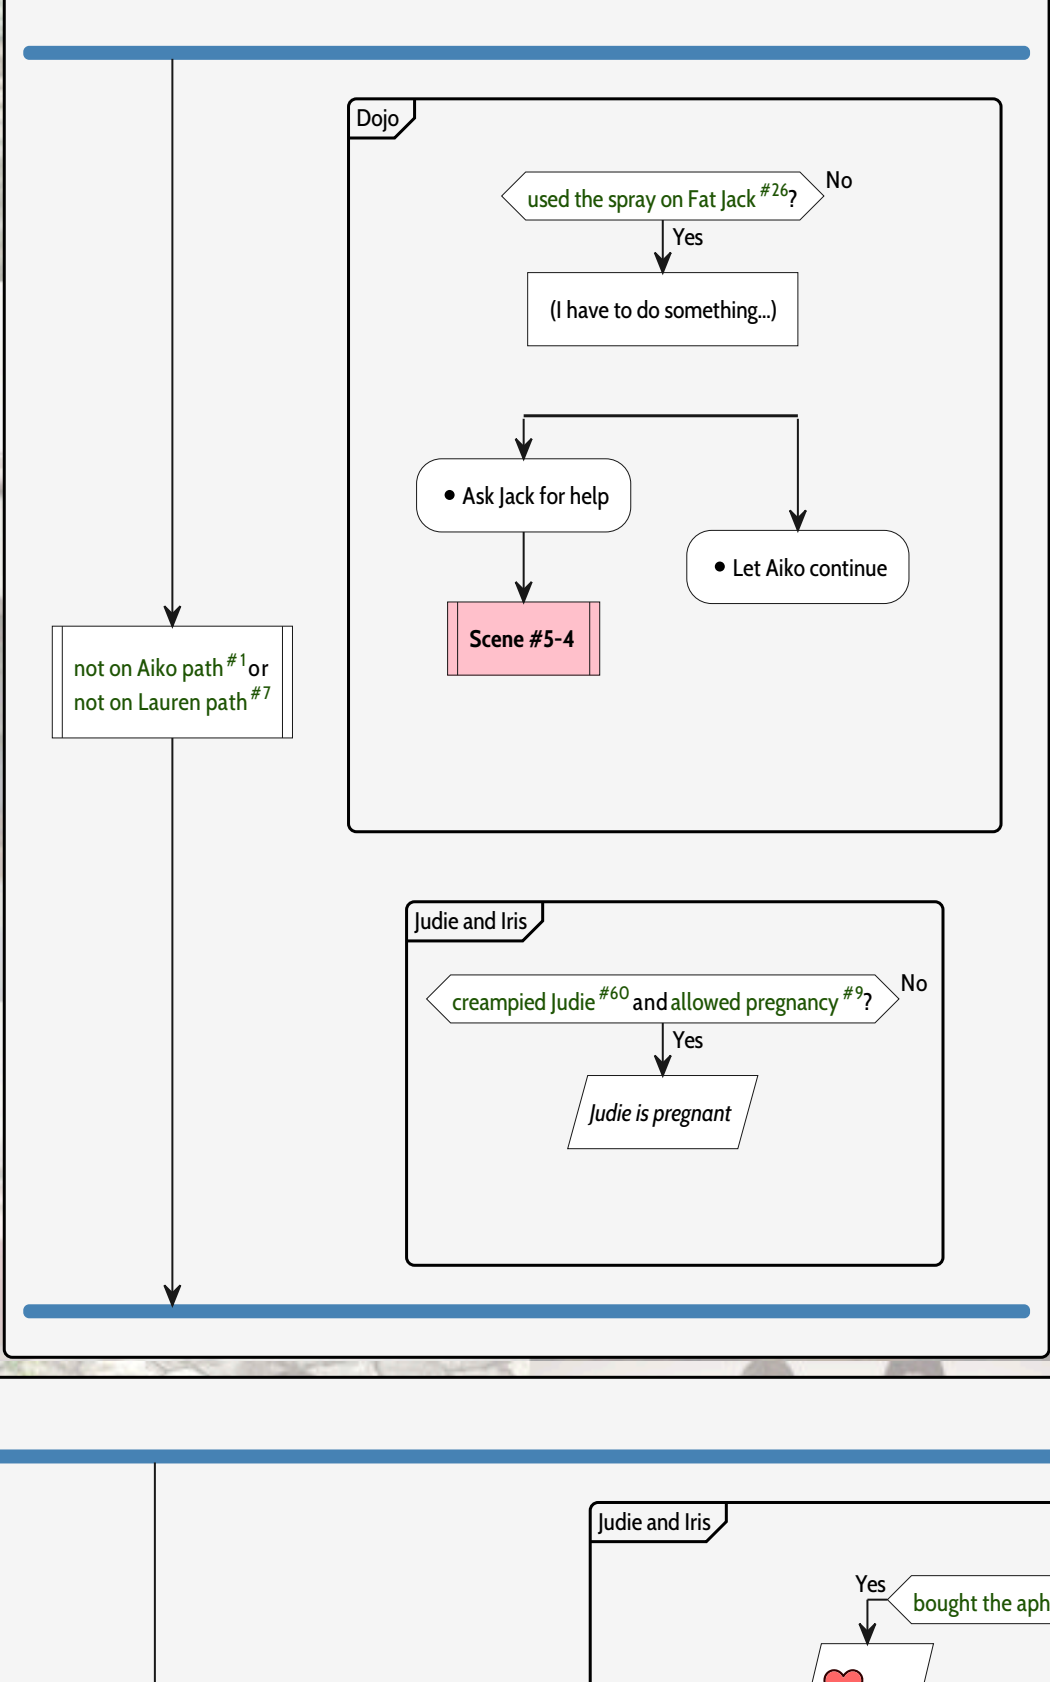 Dojo
used the spray on Fat Jack #26?
No
Yes
(I have to do something...)
• Ask Jack for help
• Let Aiko continue
Scene #5-4
not on Aiko path #1 or
not on Lauren path #7
Judie and Iris
creampied Judie #60 and allowed pregnancy #9?
No
Yes
Judie is pregnant
Judie and Iris
Yes
bought the aph